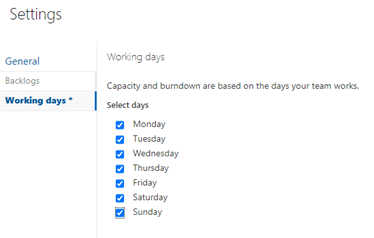 Settings
General
Backlogs
Working days *
Working days
Capacity and burndown are based on the days your team works.
Select days
Monday
Tuesday
Wednesday
Thursday
Friday
Saturday
Sunday